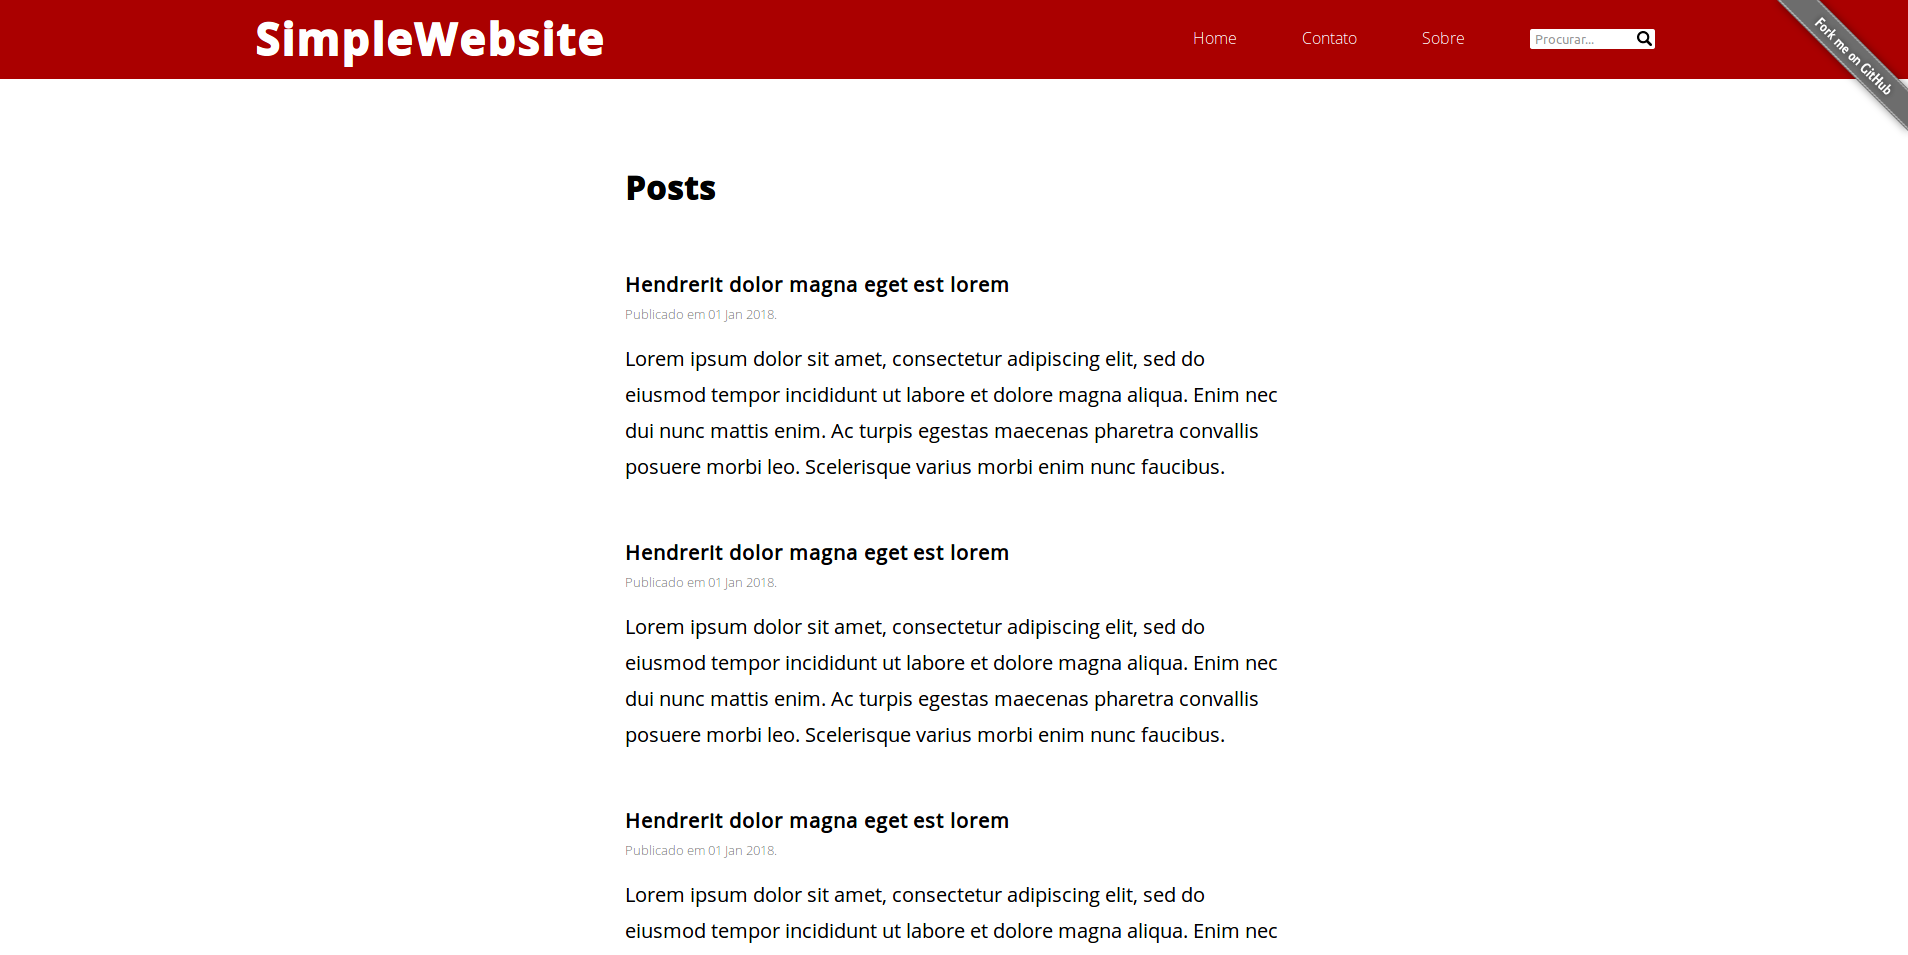 SimpleWebsite
Home
Contato
Sobre
Procurar...
Fork me on GitHub
Posts
Hendrerit dolor magna eget est lorem
Publicado em 01 Jan 2018.
Lorem ipsum dolor sit amet, consectetur adipiscing elit, sed do
eiusmod tempor incididunt ut labore et dolore magna aliqua. Enim nec
dui nunc mattis enim. Ac turpis egestas maecenas pharetra convallis
posuere morbi leo. Scelerisque varius morbi enim nunc faucibus.
Hendrerit dolor magna eget est lorem
Publicado em 01 Jan 2018.
Lorem ipsum dolor sit amet, consectetur adipiscing elit, sed do
eiusmod tempor incididunt ut labore et dolore magna aliqua. Enim nec
dui nunc mattis enim. Ac turpis egestas maecenas pharetra convallis
posuere morbi leo. Scelerisque varius morbi enim nunc faucibus.
Hendrerit dolor magna eget est lorem
Publicado em 01 Jan 2018.
Lorem ipsum dolor sit amet, consectetur adipiscing elit, sed do
eiusmod tempor incididunt ut labore et dolore magna aliqua. Enim nec